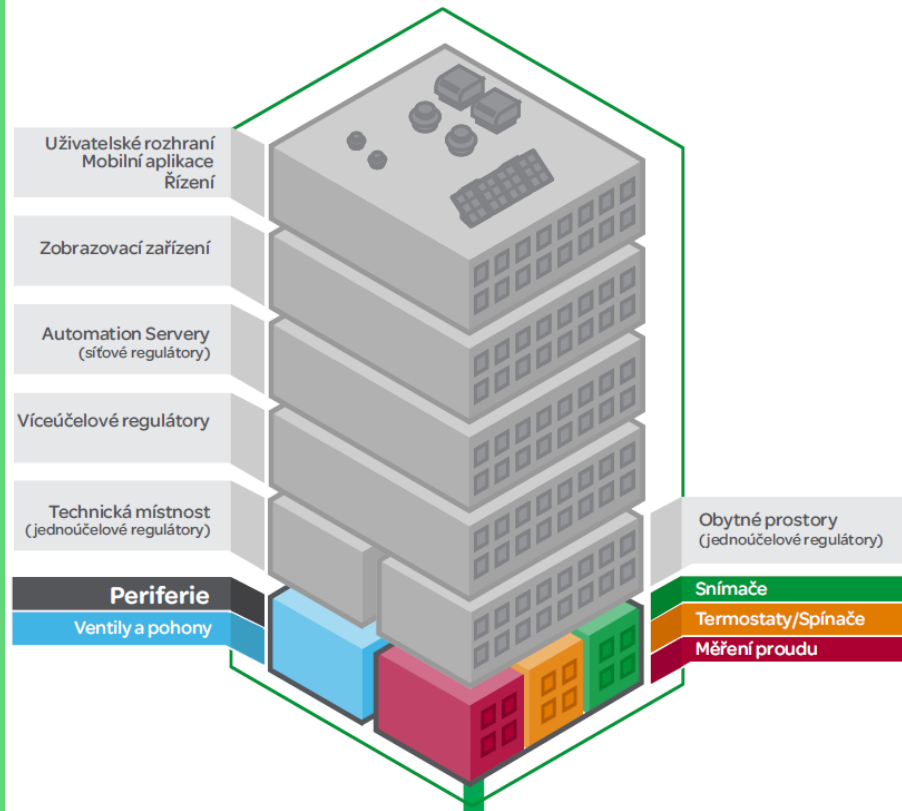 Uživatelské rozhraní
Mobilní aplikace
Řízení
Zobrazovací zařízení
Automation Servery
(síťové regulátory)
Víceúčelové regulátory
Technická místnost
(jednoúčelové regulátory)
Periferie
Ventily a pohony
Obytné prostory
(jednoúčelové regulátory)
Snímače
Termostaty/Spínače
Měření proudu